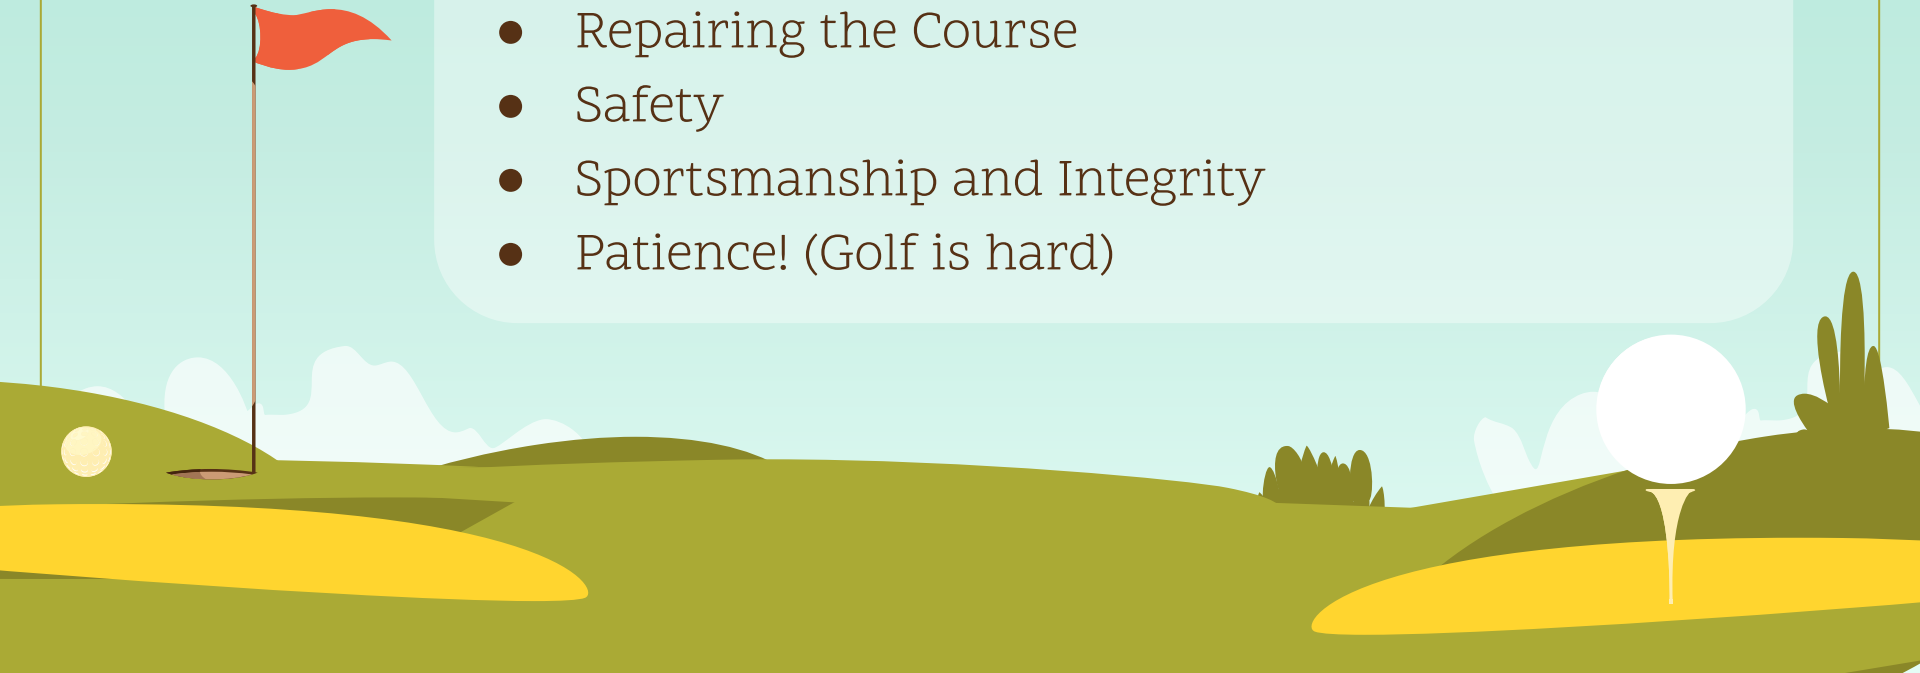 ● Repairing the Course
● Safety
● Sportsmanship and Integrity
● Patience! (Golf is hard)